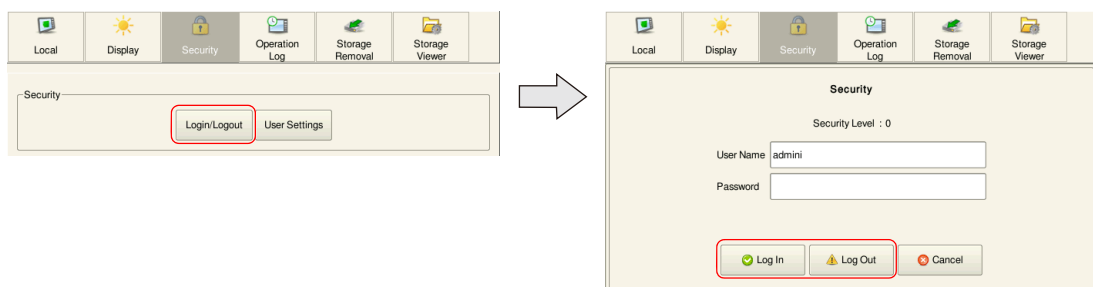 Local
Display
Security
Operation
Log
Storage
Removal
Storage
Viewer
Security
Login/Logout
User Settings
Local
Display
Security
Operation
Log
Storage
Removal
Storage
Viewer
Security
Security Level : 0
User Name admini
Password
Log In
Log Out
Cancel